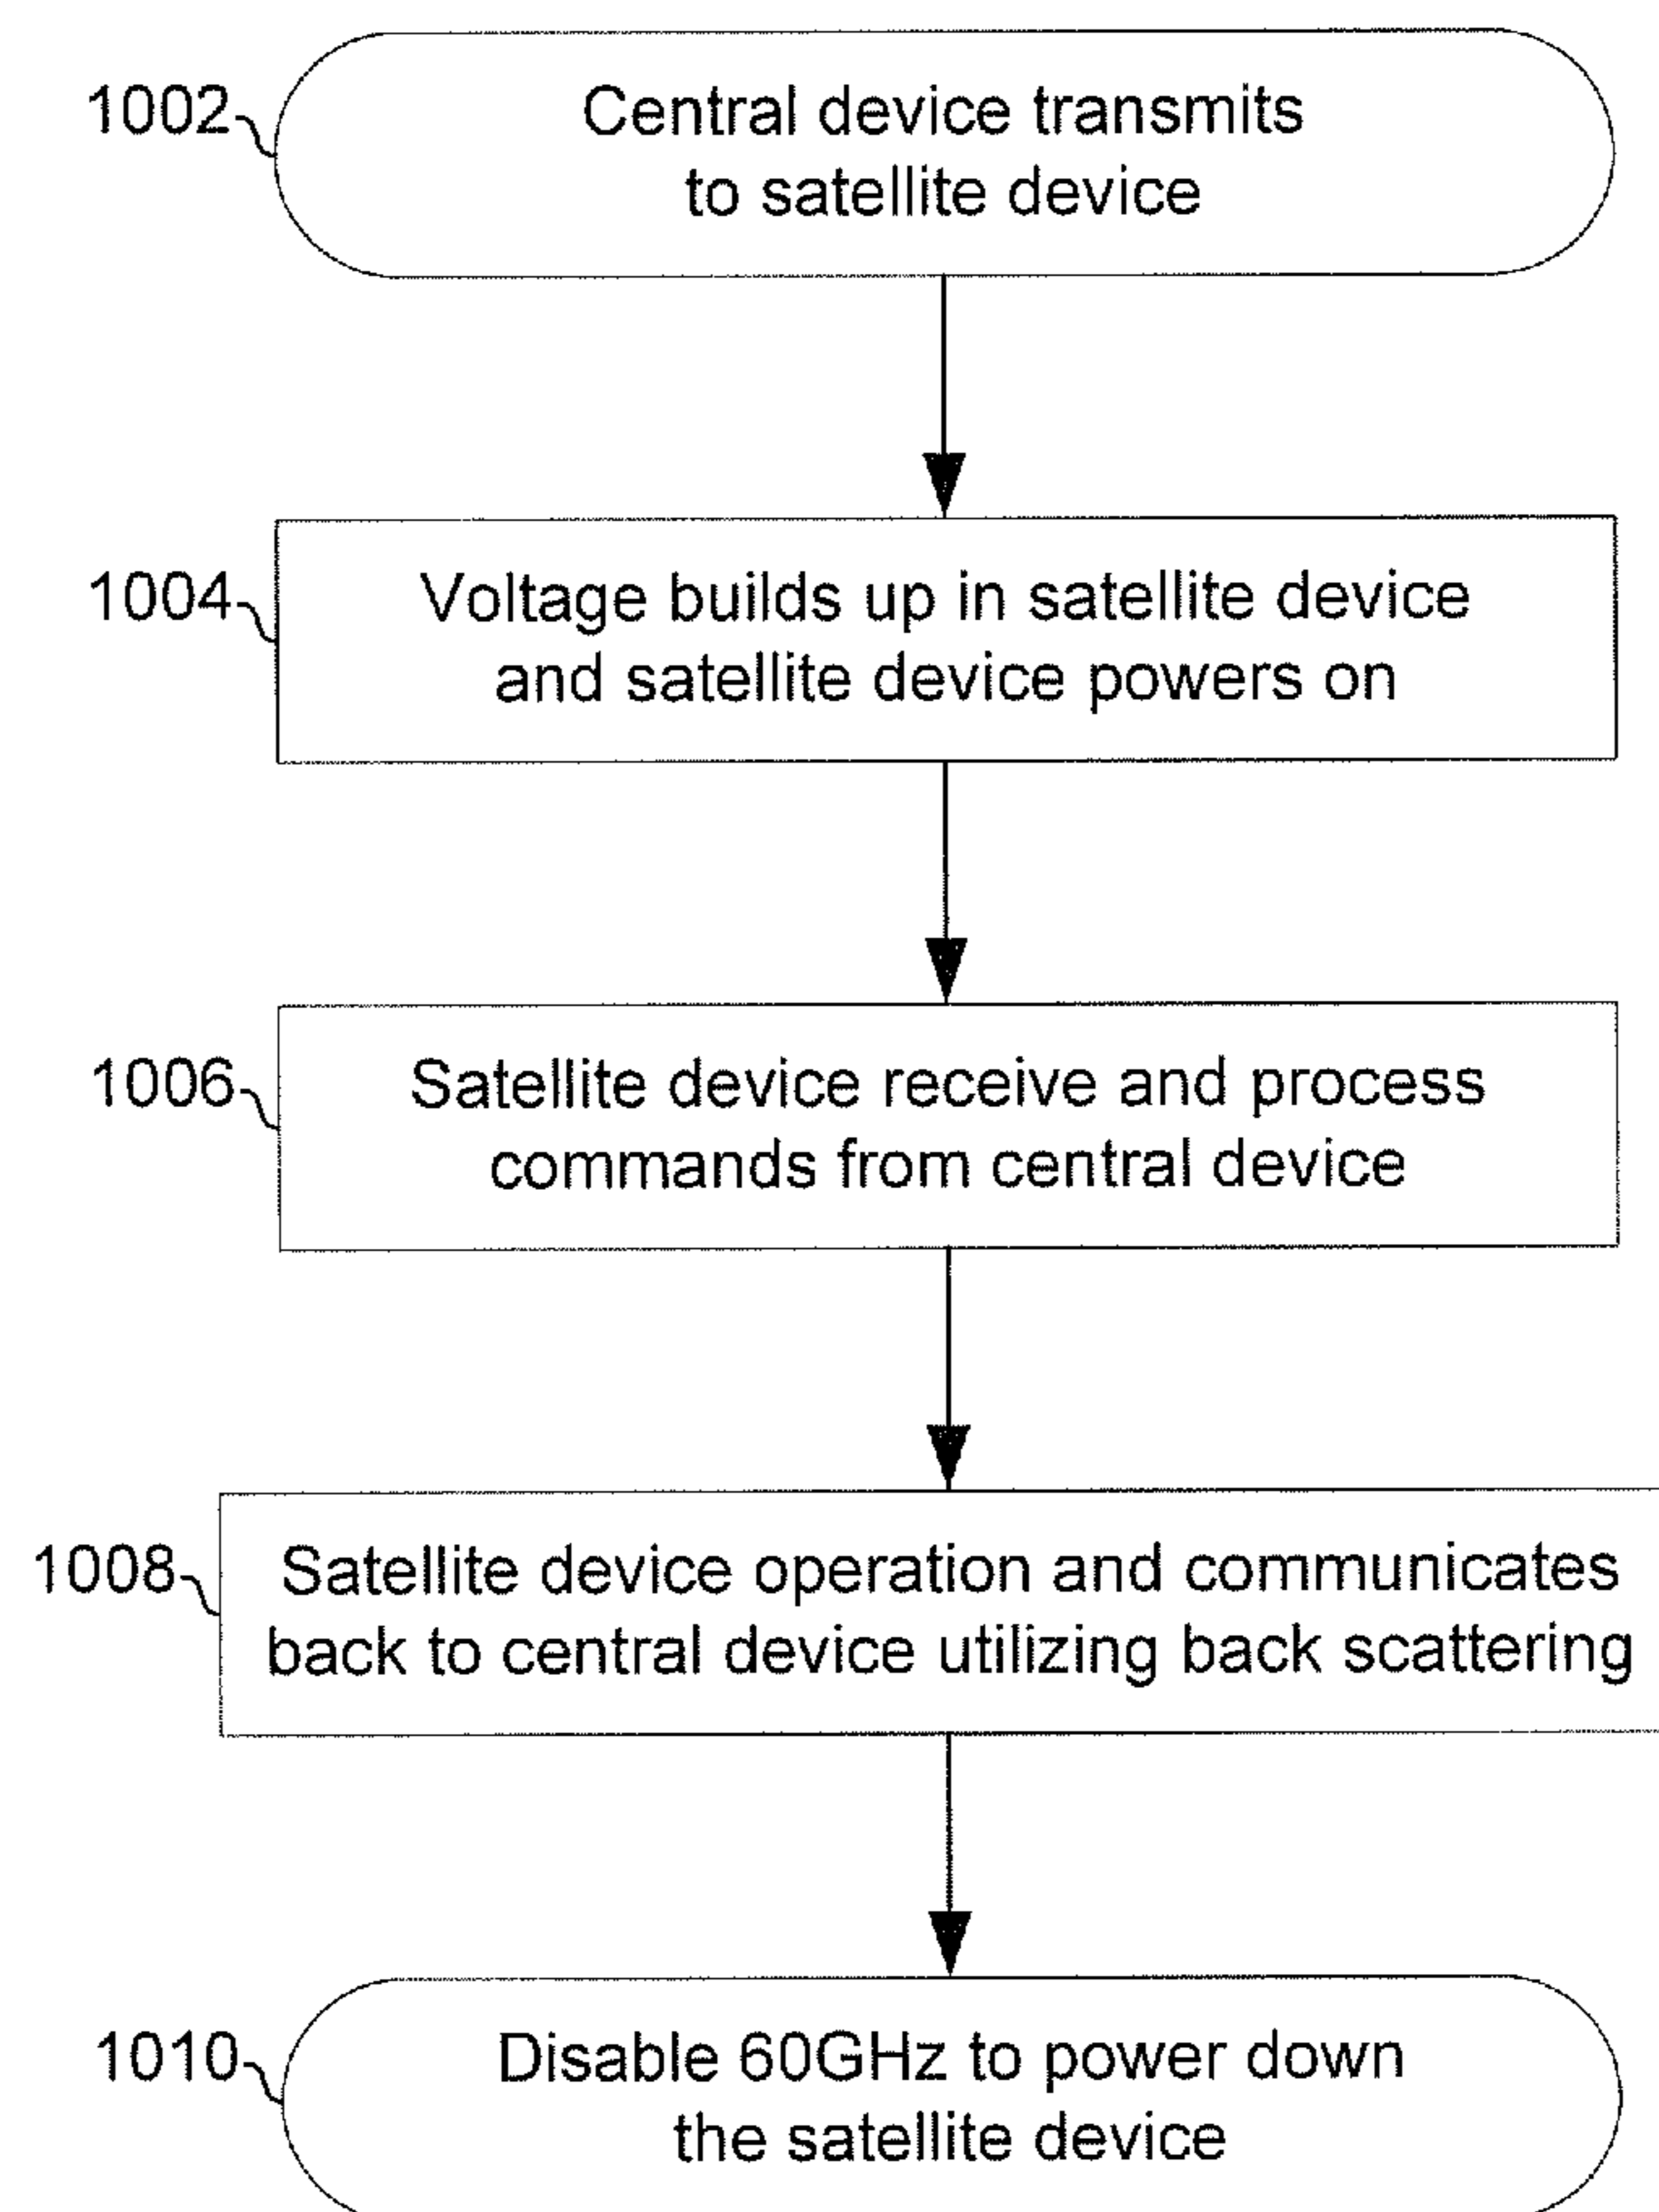 1002
Central device transmits
to satellite device
1004
Voltage builds up in satellite device
and satellite device powers on
1006
Satellite device receive and process
commands from central device
1008
Satellite device operation and communicates
back to central device utilizing back scattering
1010
Disable 60GHz to power down
the satellite device